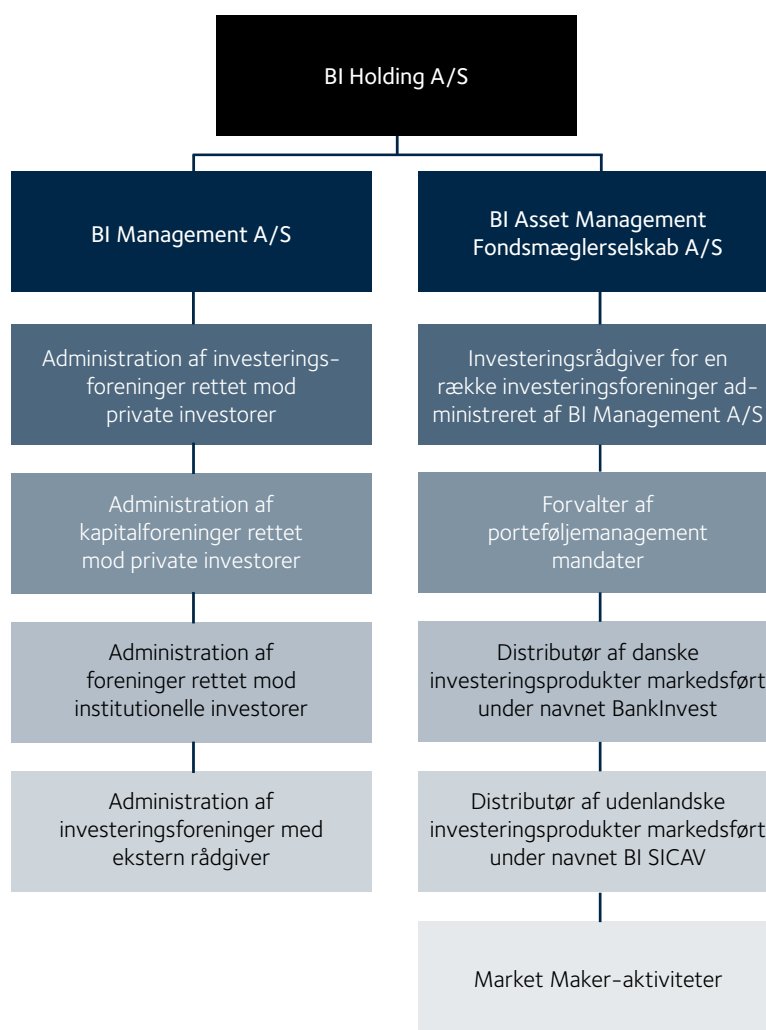 BI Holding A/S
BI Management A/S
BI Asset Management
Fondsmæglerselskab A/S
Administration af investerings-
foreninger rettet mod
private investorer
Investeringsrådgiver for en
række investeringsforeninger ad-
ministreret af BI Management A/S
Administration af
kapitalforeninger rettet
mod private investorer
Forvalter af
porteføljemanagement
mandater
Administration af
foreninger rettet mod
institutionelle investorer
Distributør af danske
investeringsprodukter markedsført
under navnet BankInvest
Administration af
investeringsforeninger med
ekstern rådgiver
Distributør af udenlandske
investeringsprodukter markedsført
under navnet BI SICAV
Market Maker-aktiviteter